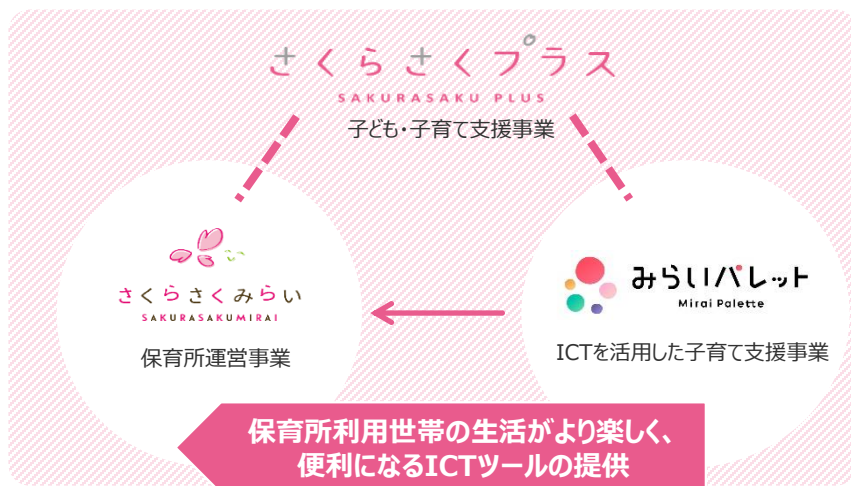 さくらさくプラス
SAKURASAKU PLUS
子ども・子育て支援事業
さくらさくみらい
SAKURASAKUMIRAI
保育所運営事業
みらいパレット
Mirai Palette
ICTを活用した子育て支援事業
保育所利用世帯の生活がより楽しく、
便利になるICTツールの提供